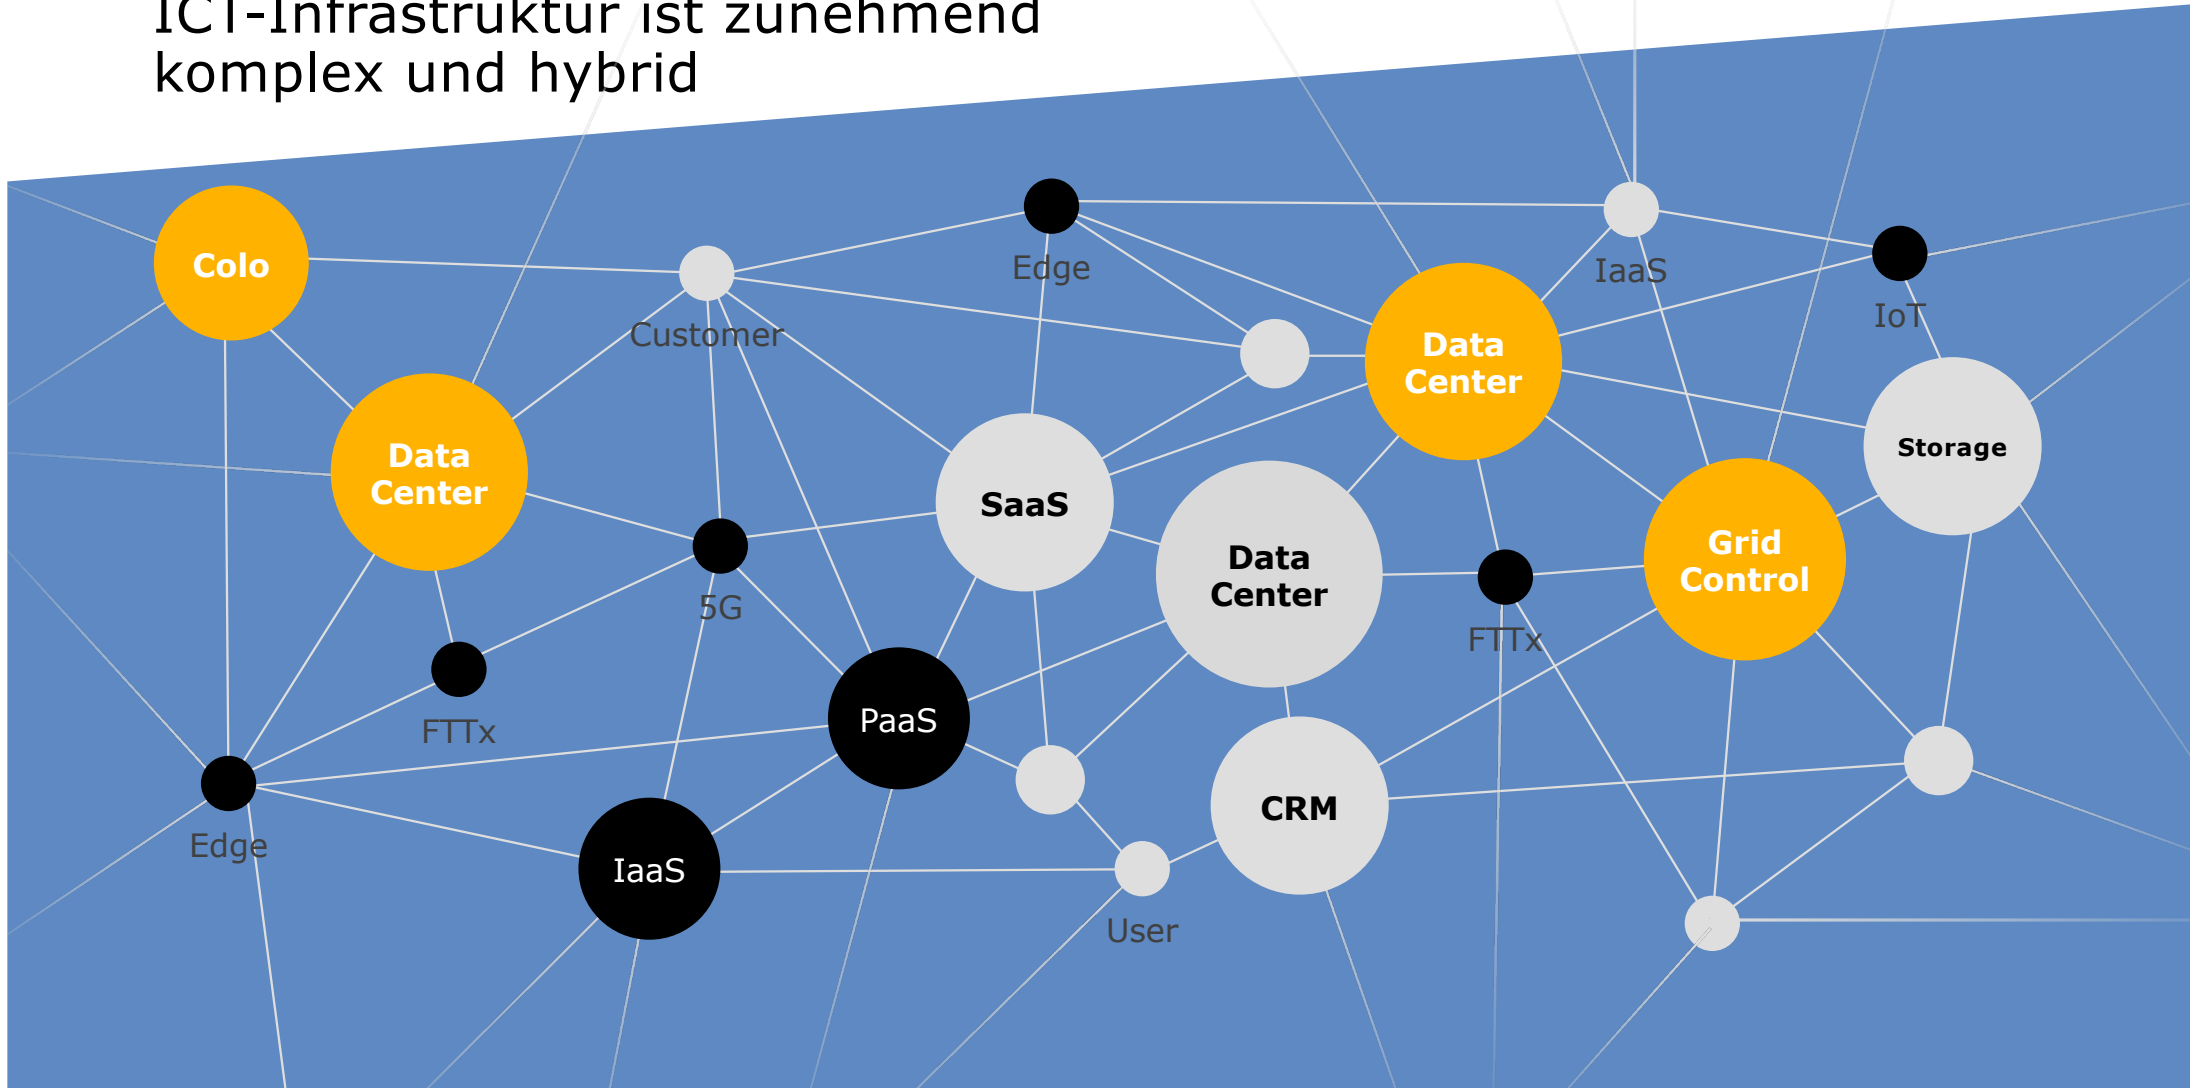 ICT-Infrastruktur ist zunehmend
komplex und hybrid
Colo
Customer
Edge
IaaS
IoT
Data
Center
Data
Center
Storage
SaaS
Data
Center
Grid
Control
5G
FTTx
FTTx
PaaS
Edge
IaaS
CRM
User